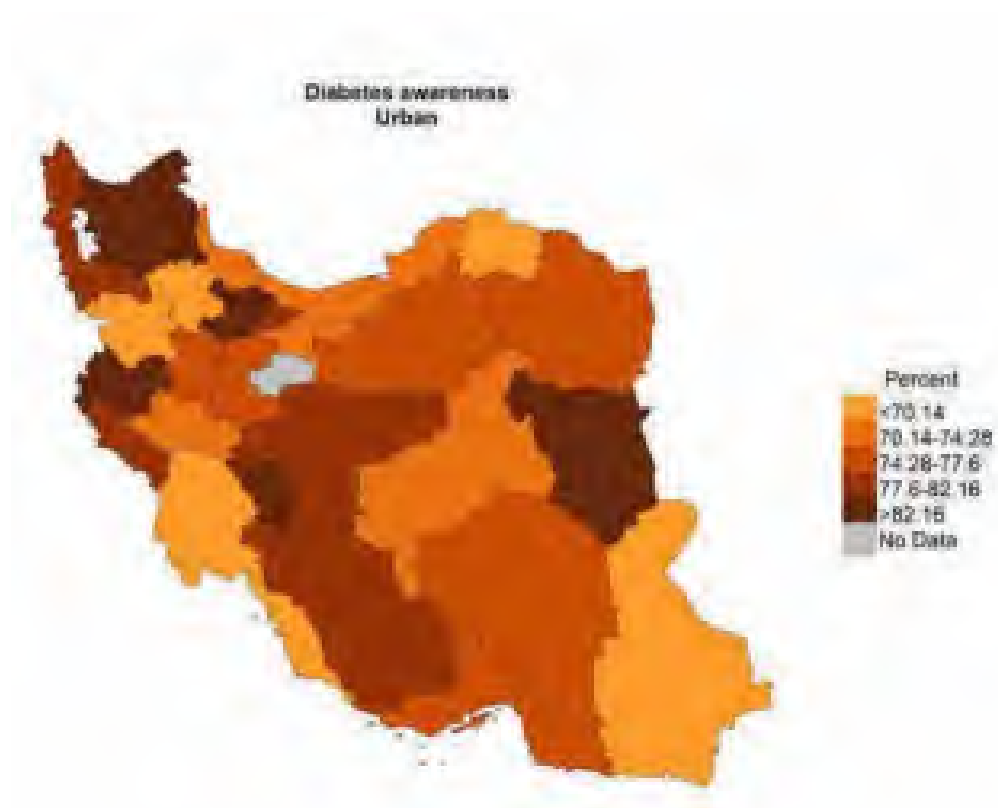 Diabetes awareness
Urban
Percent
<70.14
70.14-74.28
74.28-77.6
77.6-82.16
>82.16
No Data